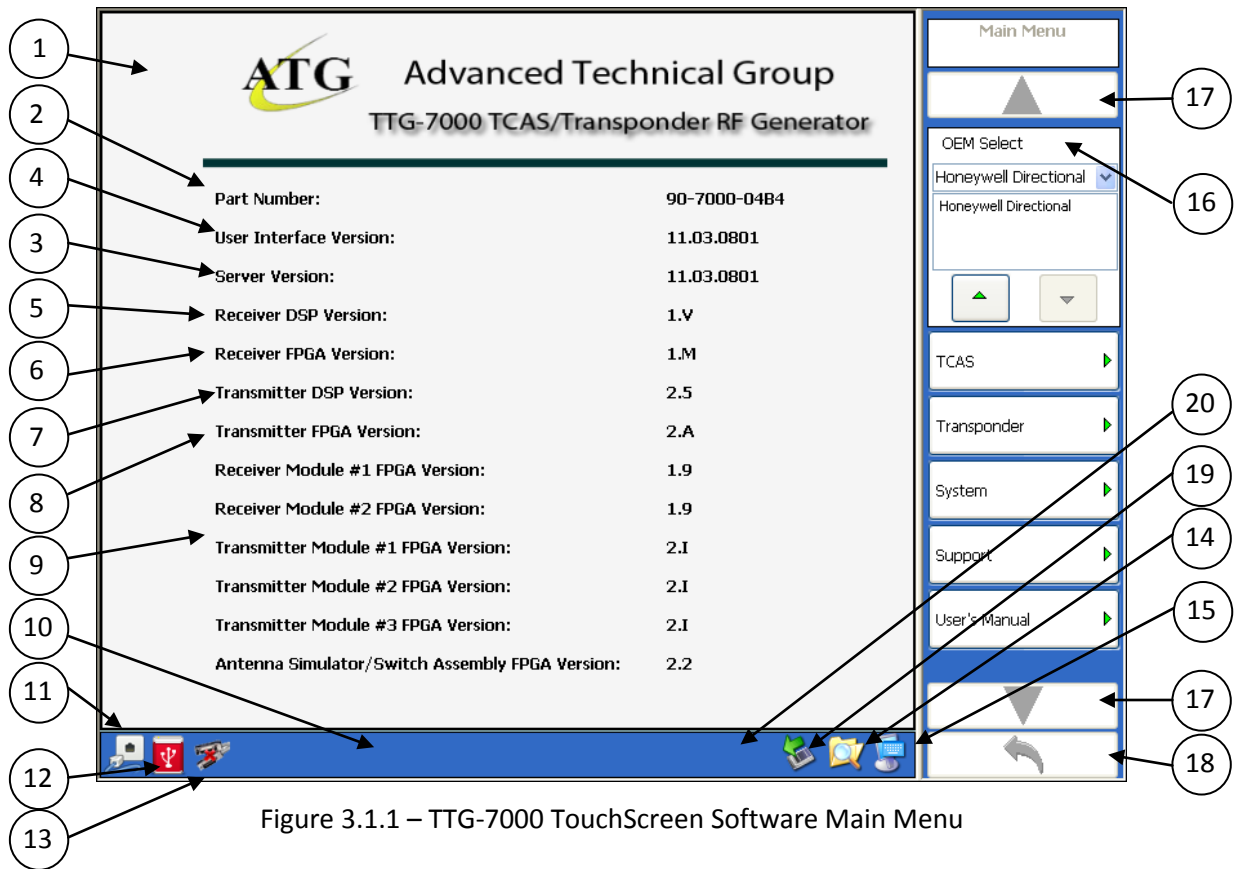 1
2
4
3
5
6
7
8
9
10
11
12
13
ATG Advanced Technical Group
TTG-7000 TCAS/Transponder RF Generator
Part Number: 90-7000-04B4
User Interface Version: 11.03.0801
Server Version: 11.03.0801
Receiver DSP Version: 1.V
Receiver FPGA Version: 1.M
Transmitter DSP Version: 2.5
Transmitter FPGA Version: 2.A
Receiver Module #1 FPGA Version: 1.9
Receiver Module #2 FPGA Version: 1.9
Transmitter Module #1 FPGA Version: 2.I
Transmitter Module #2 FPGA Version: 2.I
Transmitter Module #3 FPGA Version: 2.I
Antenna Simulator/Switch Assembly FPGA Version: 2.2
Main Menu
OEM Select
Honeywell Directional
Honeywell Directional
TCAS
Transponder
System
Support
User's Manual
17
16
20
19
14
15
17
18
Figure 3.1.1 – TTG-7000 TouchScreen Software Main Menu